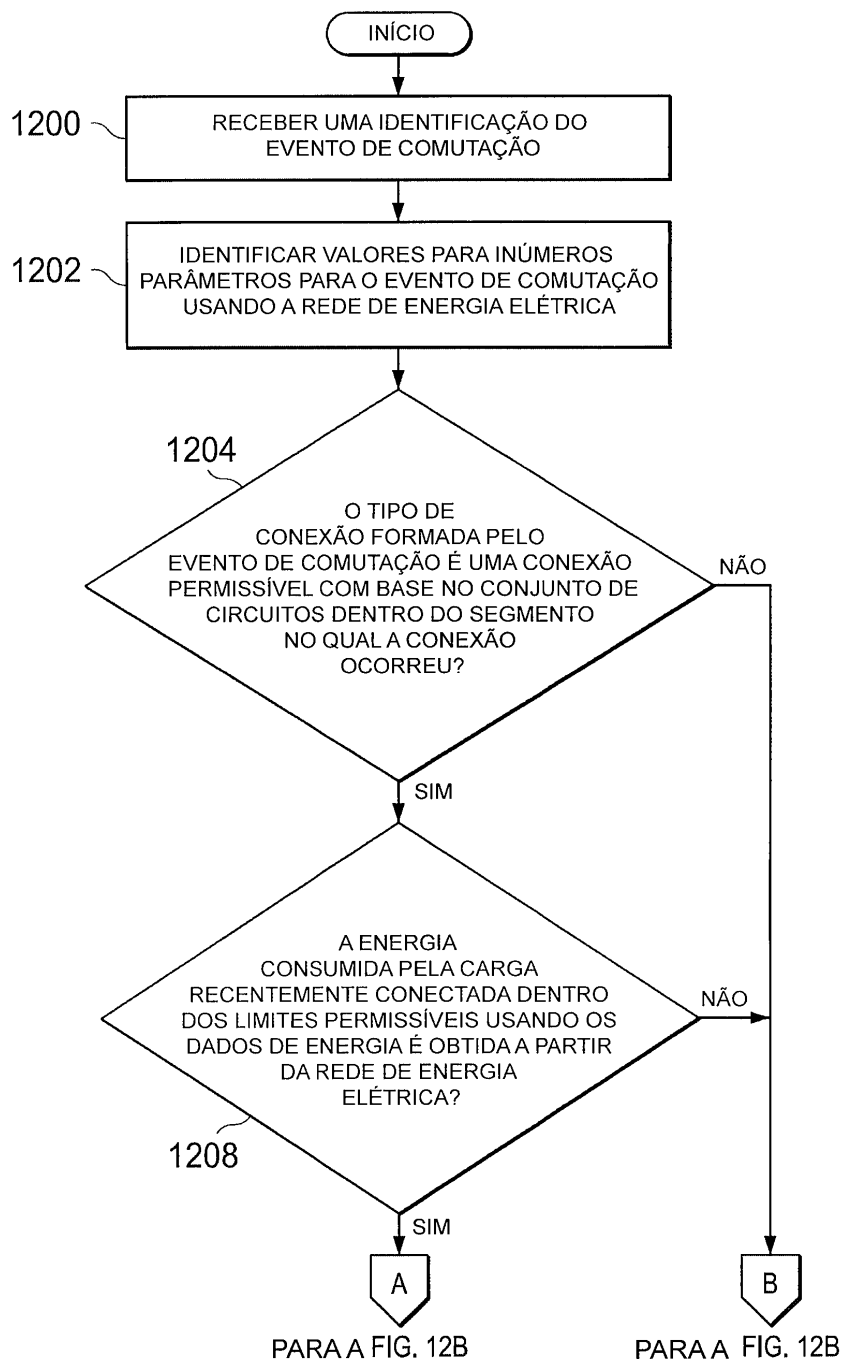 INÍCIO
1200
RECEBER UMA IDENTIFICAÇÃO DO
EVENTO DE COMUTAÇÃO
1202
IDENTIFICAR VALORES PARA INÚMEROS
PARÂMETROS PARA O EVENTO DE COMUTAÇÃO
USANDO A REDE DE ENERGIA ELÉTRICA
1204
O TIPO DE
CONEXÃO FORMADA PELO
EVENTO DE COMUTAÇÃO É UMA CONEXÃO
PERMISSÍVEL COM BASE NO CONJUNTO DE
CIRCUITOS DENTRO DO SEGMENTO
NO QUAL A CONEXÃO
OCORREU?
NÃO
SIM
A ENERGIA
CONSUMIDA PELA CARGA
RECENTEMENTE CONECTADA DENTRO
DOS LIMITES PERMISSÍVEIS USANDO OS
DADOS DE ENERGIA É OBTIDA A PARTIR
DA REDE DE ENERGIA
ELÉTRICA?
NÃO
1208
SIM
A
B
PARA A FIG. 12B
PARA A FIG. 12B